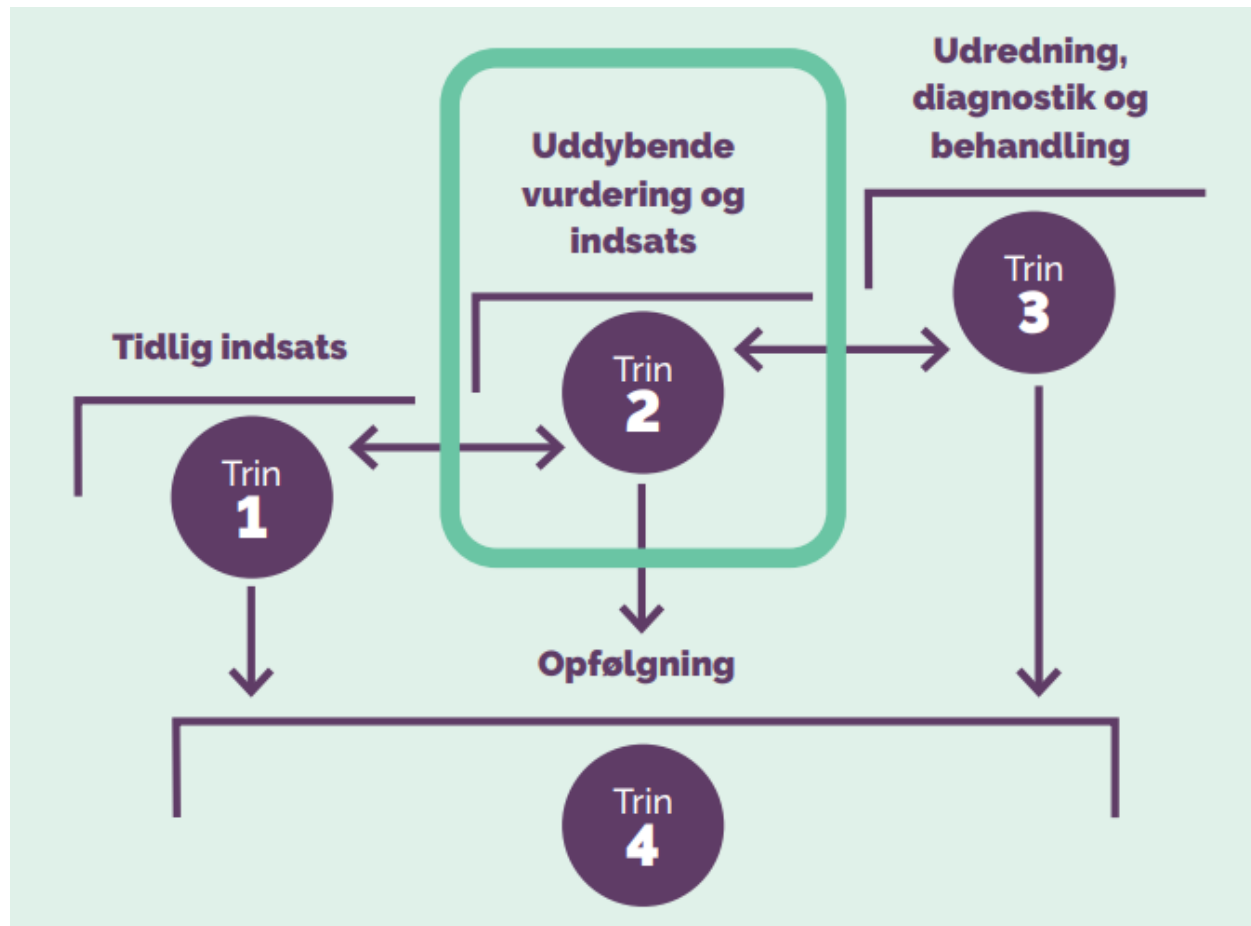 Tidlig indsats
Trin
1
Uddybende
vurdering og
indsats
Trin
2
Udredning,
diagnostik og
behandling
Trin
3
Opfølgning
Trin
4